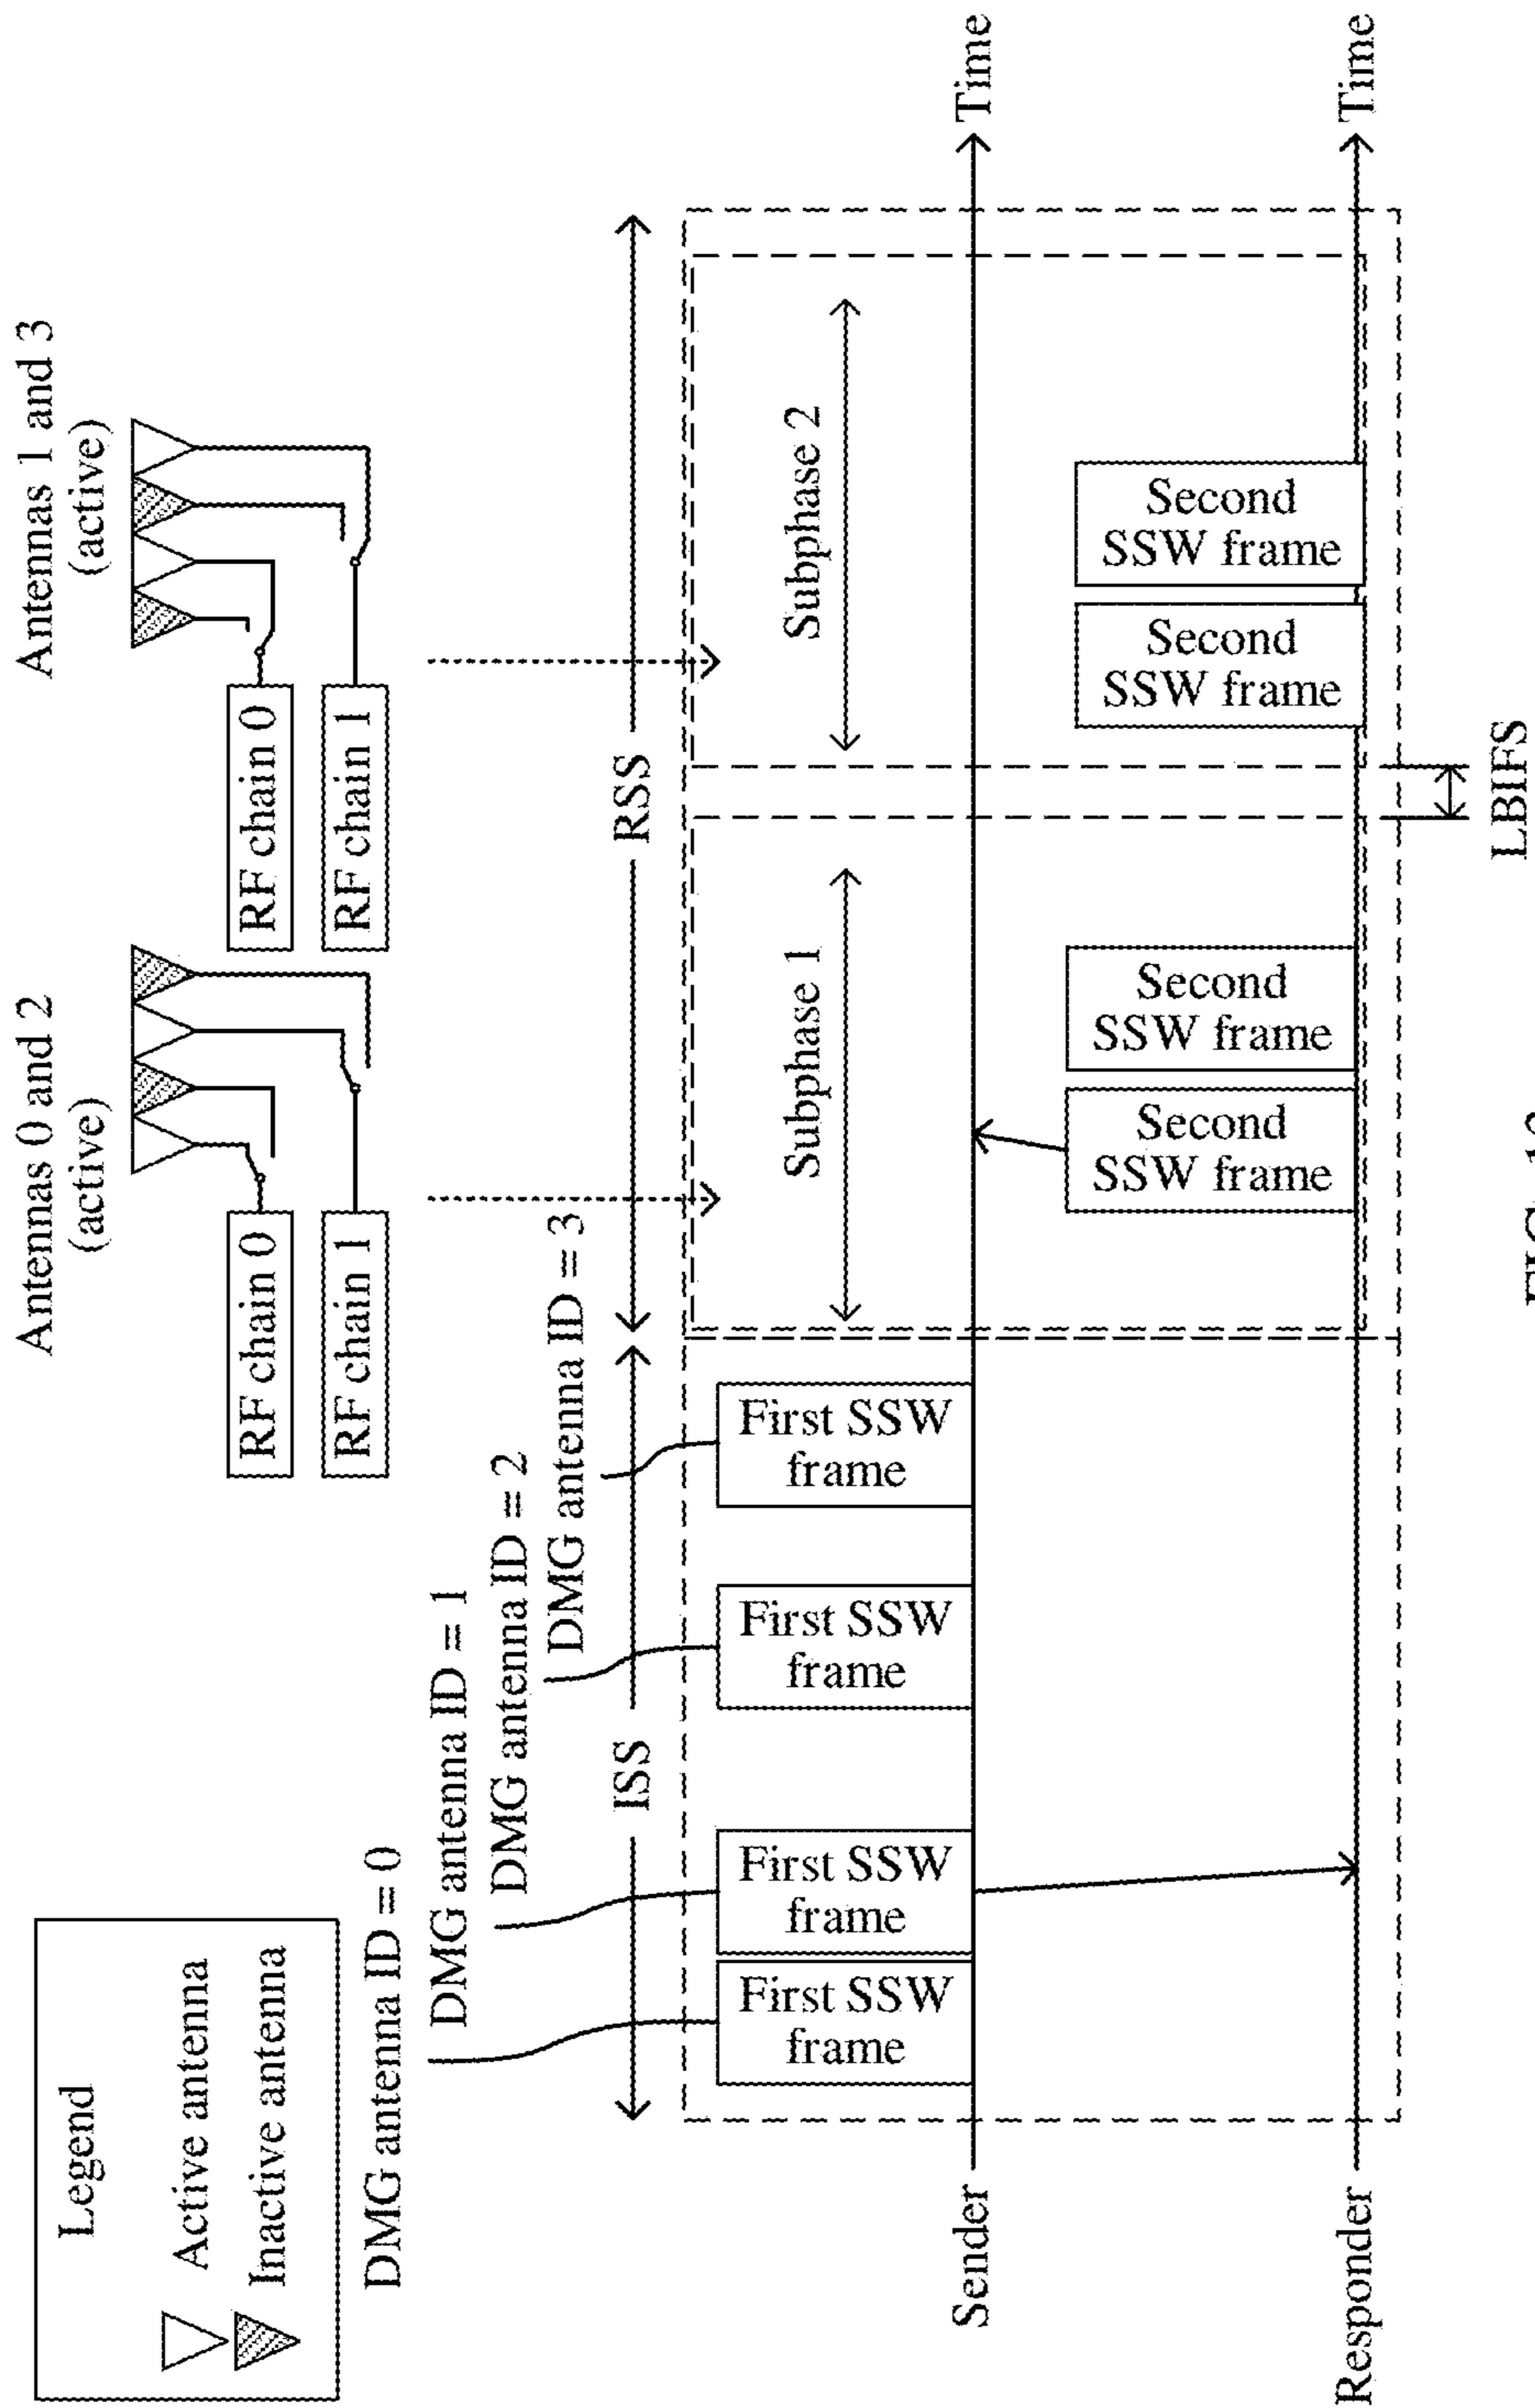 Legend
Active antenna
Inactive antenna
Antennas 0 and 2
(active)
RF chain 0
RF chain 1
Antennas 1 and 3
(active)
RF chain 0
RF chain 1
DMG antenna ID = 0
DMG antenna ID = 1
DMG antenna ID = 2
DMG antenna ID = 3
ISS
RSS
First SSW
frame
First SSW
frame
First SSW
frame
First SSW
frame
Subphase 1
Subphase 2
Sender
Time
Second
SSW frame
Second
SSW frame
Second
SSW frame
Second
SSW frame
Responder
Time
LBIFS